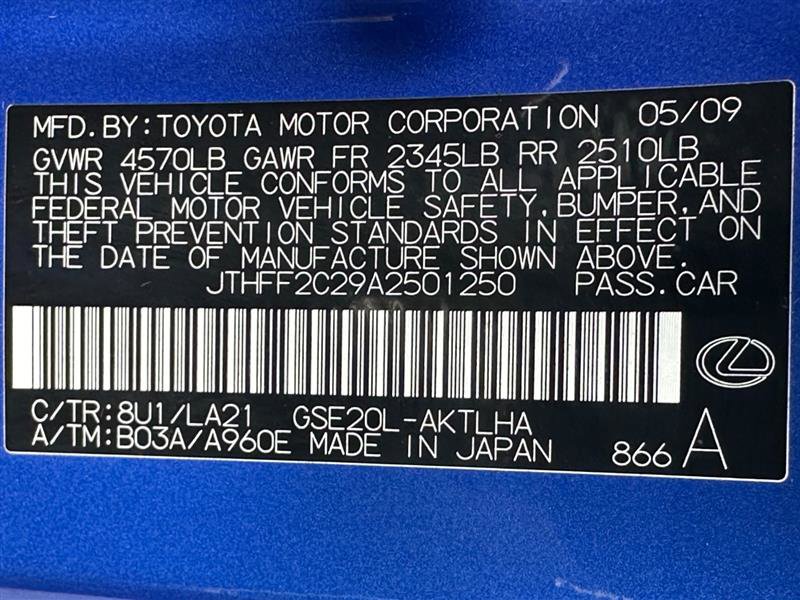 MFD. BY: TOYOTA MOTOR CORPORATION 05/09
GVWR 4570LB GAWR FR 2345LB RR 2510LB
THIS VEHICLE CONFORMS TO ALL APPLICABLE
FEDERAL MOTOR VEHICLE SAFETY, BUMPER, AND
THEFT PREVENTION STANDARDS IN EFFECT ON
THE DATE OF MANUFACTURE SHOWN ABOVE.
JTHFF2C29A2501250 PASS. CAR
C/TR: 8U1/LA21 GSE20L-AKTLHA
A/TM: B03A/A960E MADE IN JAPAN 866 A